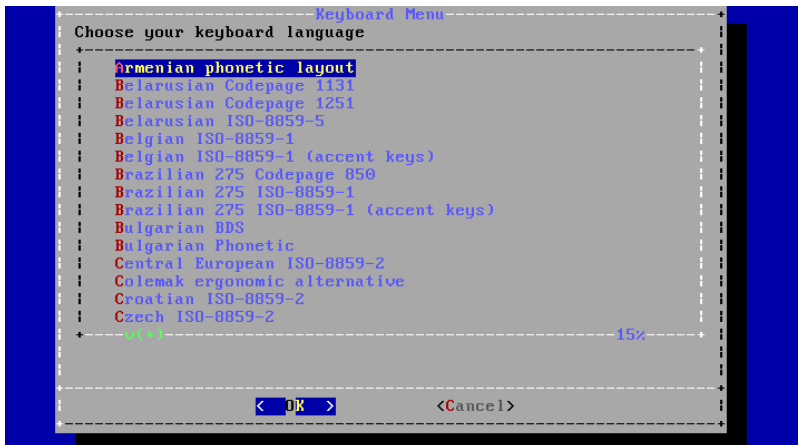 Keyboard Menu
Choose your keyboard language
Armenian phonetic layout
Belarusian Codepage 1131
Belarusian Codepage 1251
Belarusian ISO-8859-5
Belgian ISO-8859-1
Belgian ISO-8859-1 (accent keys)
Brazilian 275 Codepage 850
Brazilian 275 ISO-8859-1
Brazilian 275 ISO-8859-1 (accent keys)
Bulgarian BDS
Bulgarian Phonetic
Central European ISO-8859-2
Colemak ergonomic alternative
Croatian ISO-8859-2
Czech ISO-8859-2
v(+) 15%
< OK > <Cancel>